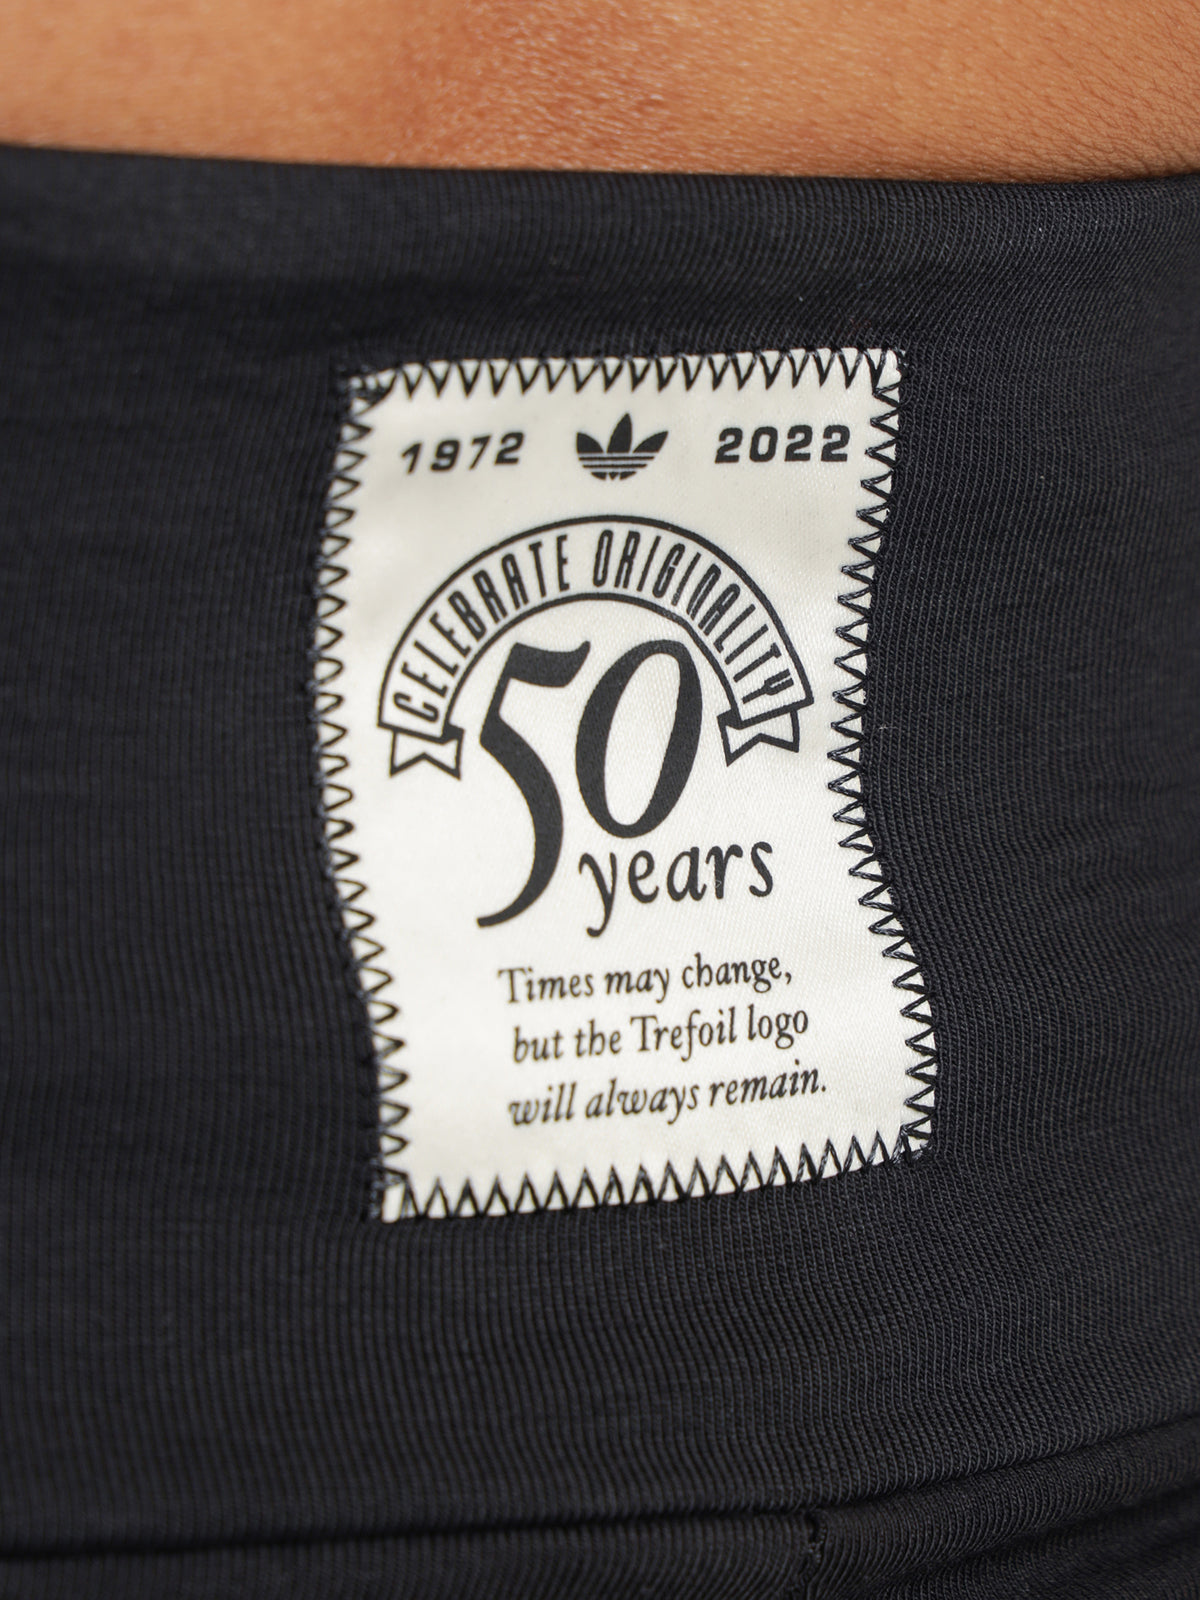 1972 2022
CELEBRATE ORIGINALITY
50
years
Times may change,
but the Trefoil logo
will always remain.